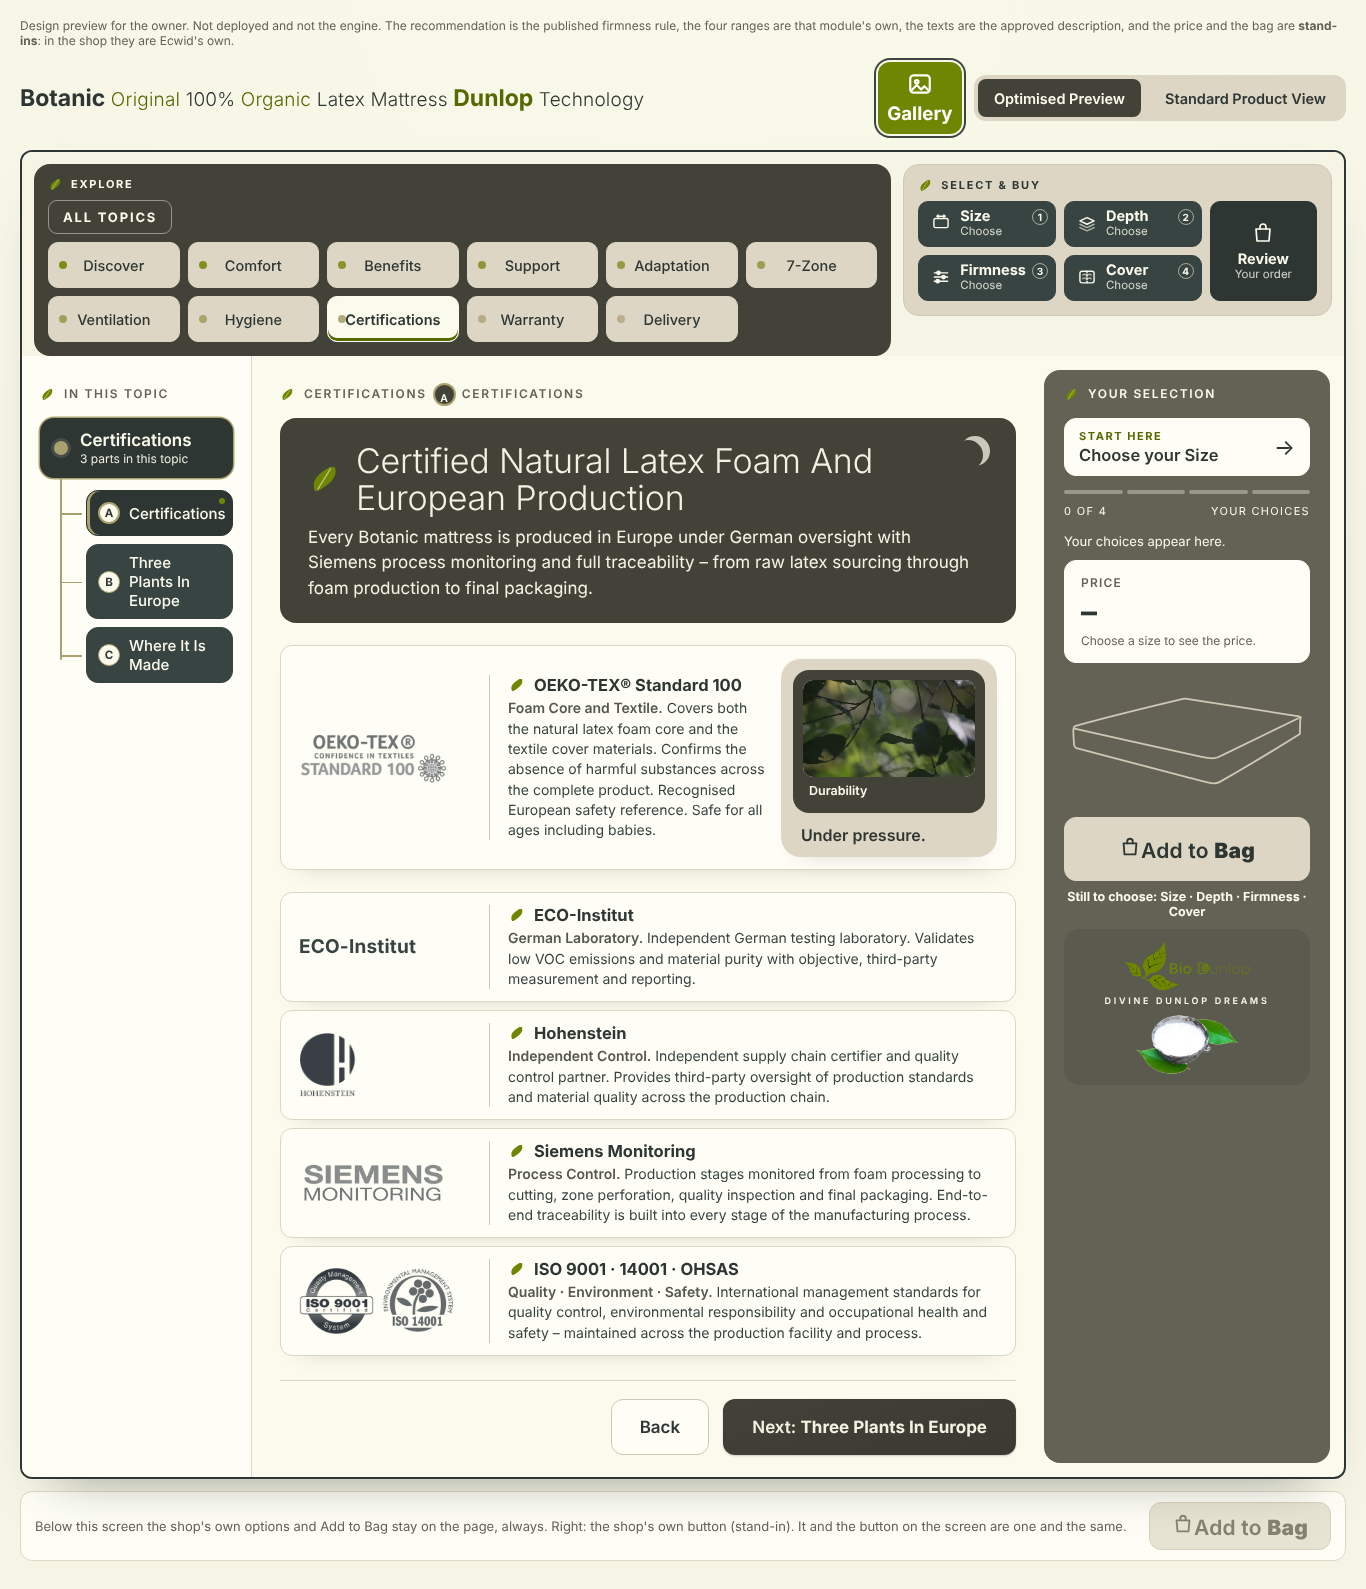 Design preview for the owner. Not deployed and not the engine. The recommendation is the published firmness rule, the four ranges are that module's own, the texts are the approved description, and the price and the bag are stand-
ins: in the shop they are Ecwid's own.
Botanic Original 100% Organic Latex Mattress Dunlop Technology
Gallery
Optimised Preview
Standard Product View
EXPLORE
ALL TOPICS
Discover
Comfort
Benefits
Support
Adaptation
7-Zone
Ventilation
Hygiene
Certifications
Warranty
Delivery
SELECT & BUY
Size 1
Choose
Depth 2
Choose
Firmness 3
Choose
Cover 4
Choose
Review
Your order
IN THIS TOPIC
Certifications
3 parts in this topic
A Certifications
B Three
Plants In
Europe
C Where It Is
Made
CERTIFICATIONS A CERTIFICATIONS
Certified Natural Latex Foam And
European Production
Every Botanic mattress is produced in Europe under German oversight with
Siemens process monitoring and full traceability – from raw latex sourcing through
foam production to final packaging.
OEKO-TEX®
CONFIDENCE IN TEXTILES
STANDARD 100
OEKO-TEX® Standard 100
Foam Core and Textile. Covers both
the natural latex foam core and the
textile cover materials. Confirms the
absence of harmful substances across
the complete product. Recognised
European safety reference. Safe for all
ages including babies.
Durability
Under pressure.
ECO-Institut
ECO-Institut
German Laboratory. Independent German testing laboratory. Validates
low VOC emissions and material purity with objective, third-party
measurement and reporting.
HOHENSTEIN
Hohenstein
Independent Control. Independent supply chain certifier and quality
control partner. Provides third-party oversight of production standards
and material quality across the production chain.
SIEMENS
MONITORING
Siemens Monitoring
Process Control. Production stages monitored from foam processing to
cutting, zone perforation, quality inspection and final packaging. End-to-
end traceability is built into every stage of the manufacturing process.
Quality Management
ISO 9001
Certified
System
ENVIRONMENTAL MANAGEMENT SYSTEM
ISO 14001
ISO 9001 · 14001 · OHSAS
Quality · Environment · Safety. International management standards for
quality control, environmental responsibility and occupational health and
safety – maintained across the production facility and process.
Back
Next: Three Plants In Europe
YOUR SELECTION
START HERE
Choose your Size
0 OF 4
YOUR CHOICES
Your choices appear here.
PRICE
–
Choose a size to see the price.
Add to Bag
Still to choose: Size · Depth · Firmness ·
Cover
Bio Dunlop
DIVINE DUNLOP DREAMS
Below this screen the shop's own options and Add to Bag stay on the page, always. Right: the shop's own button (stand-in). It and the button on the screen are one and the same.
Add to Bag